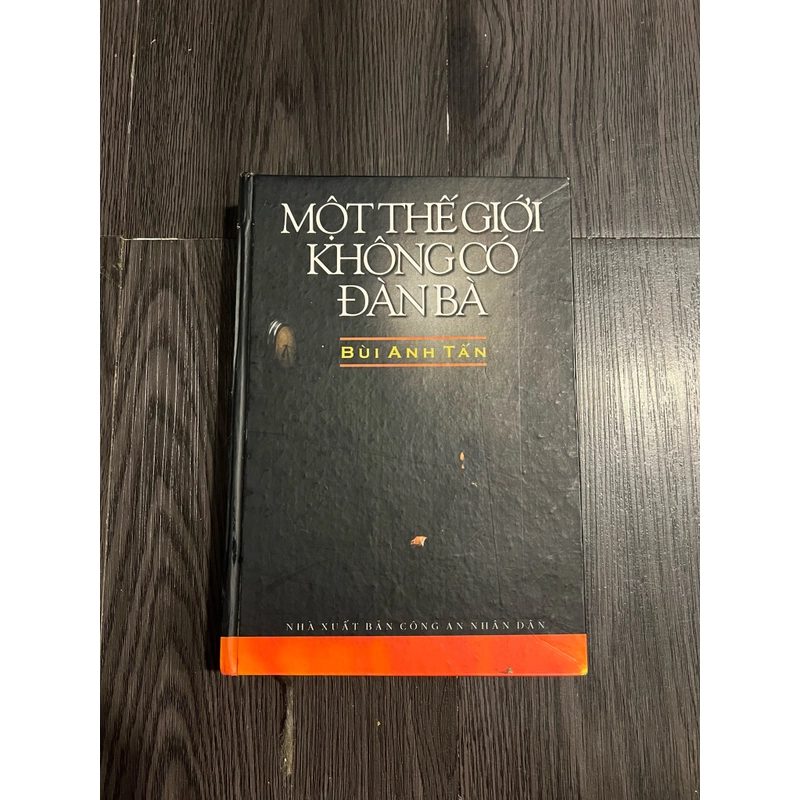 MỘT THẾ GIỚI
KHÔNG CÓ
ĐÀN BÀ
BÙI ANH TẤN
NHÀ XUẤT BẢN CÔNG AN NHÂN DÂN